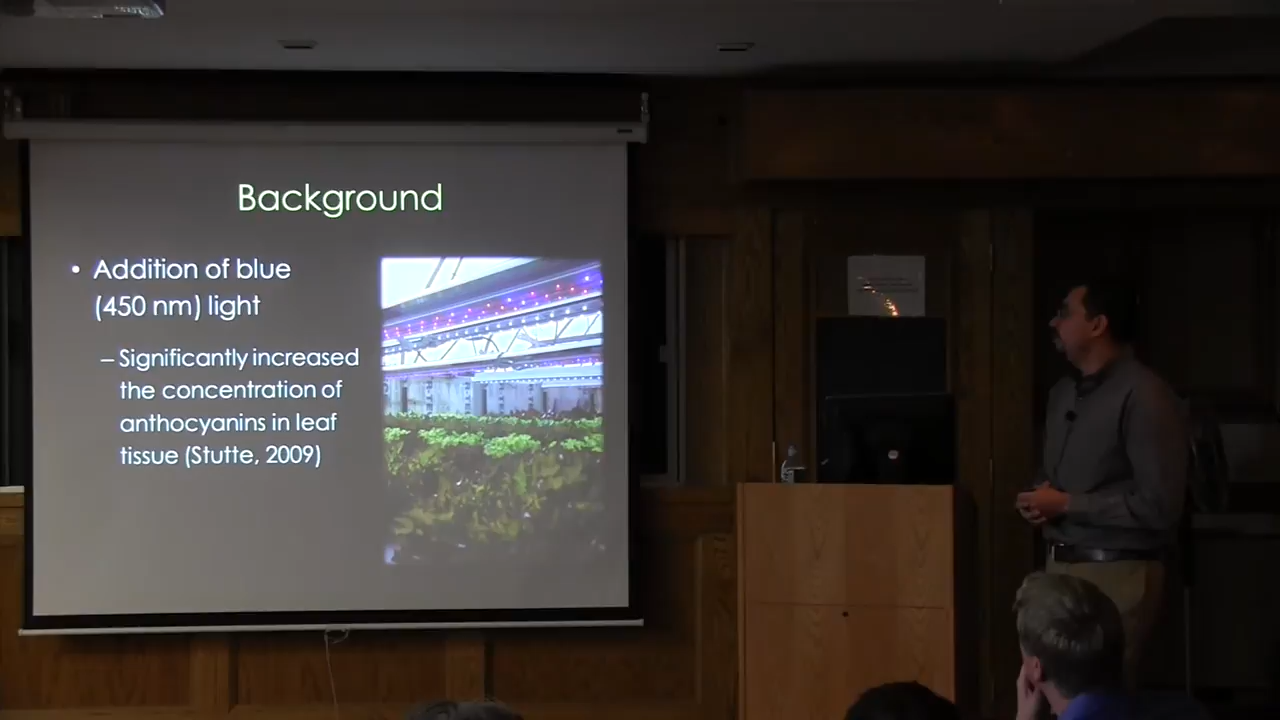 Background
• Addition of blue
(450 nm) light
– Significantly increased
the concentration of
anthocyanins in leaf
tissue (Stutte, 2009)